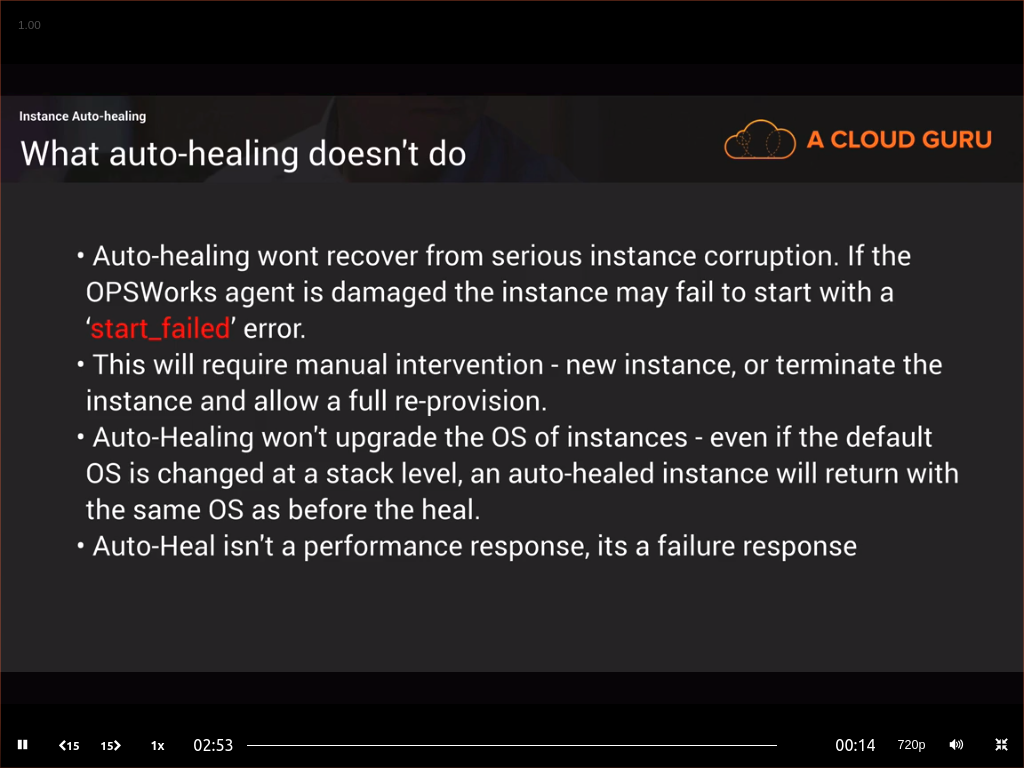 1.00
Instance Auto-healing
What auto-healing doesn't do
A CLOUD GURU
• Auto-healing wont recover from serious instance corruption. If the
OPSWorks agent is damaged the instance may fail to start with a
‘start_failed’ error.
• This will require manual intervention - new instance, or terminate the
instance and allow a full re-provision.
• Auto-Healing won't upgrade the OS of instances - even if the default
OS is changed at a stack level, an auto-healed instance will return with
the same OS as before the heal.
• Auto-Heal isn't a performance response, its a failure response
15 15 1x 02:53 00:14 720p